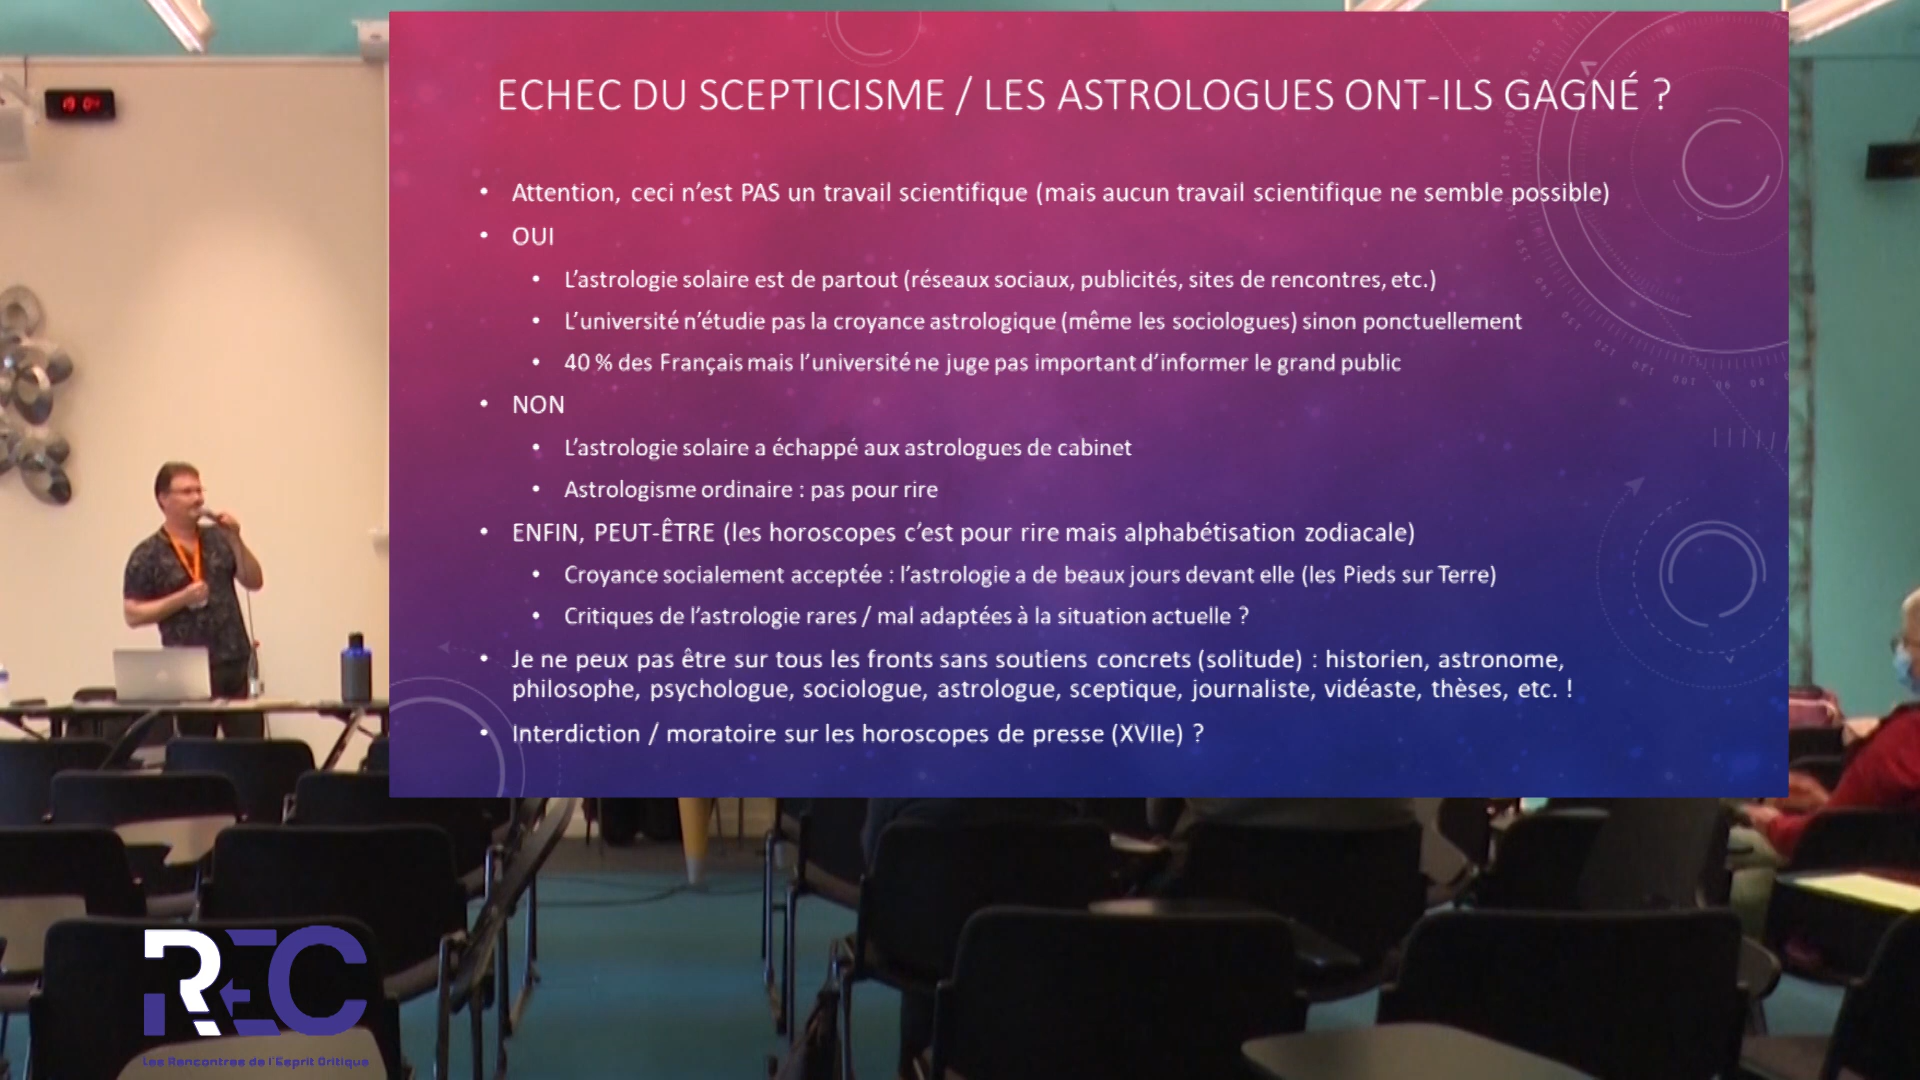 ECHEC DU SCEPTICISME / LES ASTROLOGUES ONT-ILS GAGNÉ ?
• Attention, ceci n'est PAS un travail scientifique (mais aucun travail scientifique ne semble possible)
• OUI
• L'astrologie solaire est de partout (réseaux sociaux, publicités, sites de rencontres, etc.)
• L'université n'étudie pas la croyance astrologique (même les sociologues) sinon ponctuellement
• 40 % des Français mais l'université ne juge pas important d'informer le grand public
• NON
• L'astrologie solaire a échappé aux astrologues de cabinet
• Astrologisme ordinaire : pas pour rire
• ENFIN, PEUT-ÊTRE (les horoscopes c'est pour rire mais alphabétisation zodiacale)
• Croyance socialement acceptée : l'astrologie a de beaux jours devant elle (les Pieds sur Terre)
• Critiques de l'astrologie rares / mal adaptées à la situation actuelle ?
• Je ne peux pas être sur tous les fronts sans soutiens concrets (solitude) : historien, astronome,
philosophe, psychologue, sociologue, astrologue, sceptique, journaliste, vidéaste, thèses, etc. !
• Interdiction / moratoire sur les horoscopes de presse (XVIIe) ?
REC
Les Rencontres de l'Esprit Critique